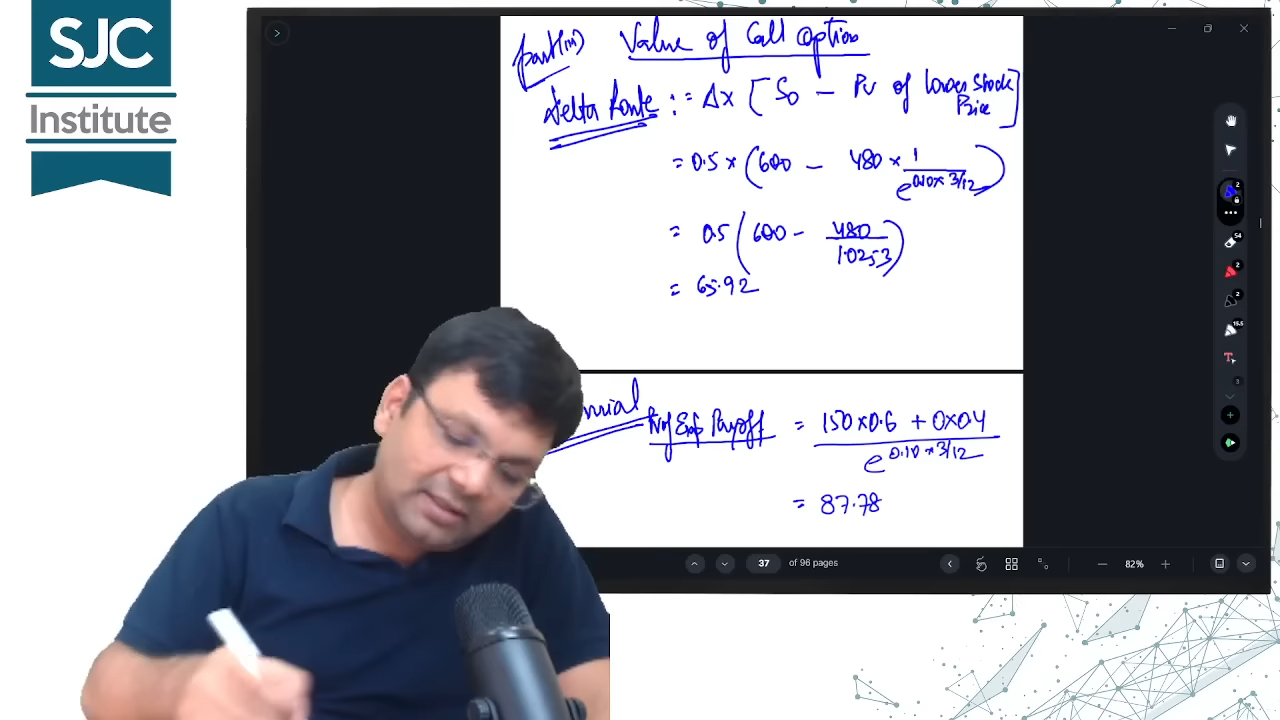 SJC
Institute
part (iii) Value of Call Option
Delta Route := Δ × [ S0 - PV of Lower Stock Price ]
= 0.5 × ( 600 - 480 × 1/e^0.10×3/12 )
= 0.5 ( 600 - 480/1.0253 )
= 65.92
PV of Exp Payoff = 150×0.6 + 0×0.4
e^0.10×3/12
= 87.78
37 of 96 pages
82%